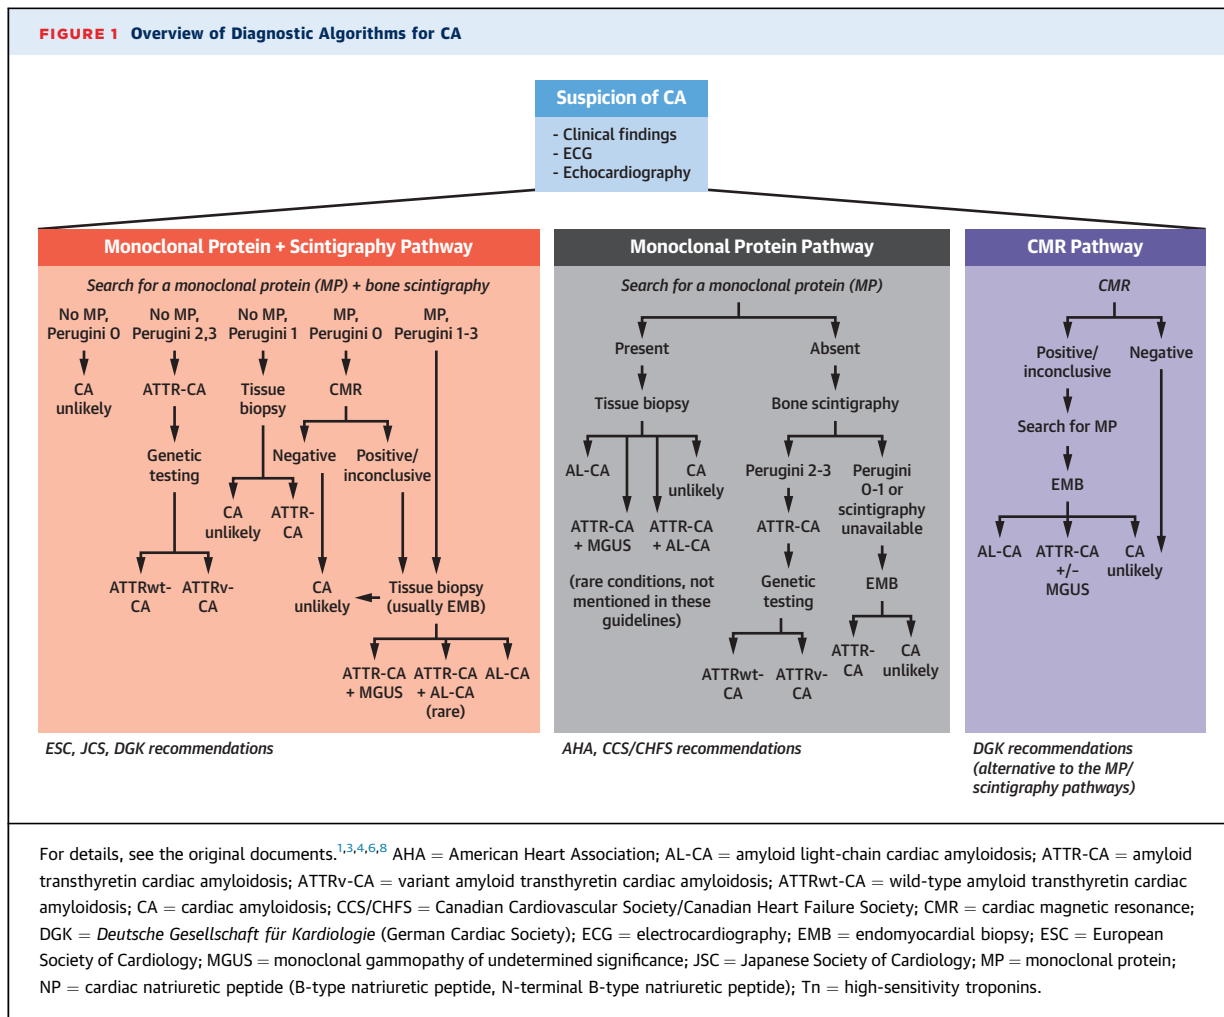 FIGURE 1 Overview of Diagnostic Algorithms for CA
Suspicion of CA
- Clinical findings
- ECG
- Echocardiography
Monoclonal Protein + Scintigraphy Pathway
Search for a monoclonal protein (MP) + bone scintigraphy
No MP,
Perugini 0
No MP,
Perugini 2,3
No MP,
Perugini 1
MP,
Perugini 0
MP,
Perugini 1-3
CA
unlikely
ATTR-CA
Tissue
biopsy
CMR
Genetic
testing
Negative
Positive/
inconclusive
CA
unlikely
ATTR-
CA
ATTRwt-
CA
ATTRv-
CA
CA
unlikely
Tissue biopsy
(usually EMB)
ATTR-CA
+ MGUS
ATTR-CA
+ AL-CA
(rare)
AL-CA
ESC, JCS, DGK recommendations
Monoclonal Protein Pathway
Search for a monoclonal protein (MP)
Present
Absent
Tissue biopsy
Bone scintigraphy
AL-CA
CA
unlikely
ATTR-CA
+ MGUS
ATTR-CA
+ AL-CA
(rare conditions, not
mentioned in these
guidelines)
Perugini 2-3
Perugini
0-1 or
scintigraphy
unavailable
ATTR-CA
Genetic
testing
EMB
ATTRwt-
CA
ATTRv-
CA
ATTR-
CA
CA
unlikely
AHA, CCS/CHFS recommendations
CMR Pathway
CMR
Positive/
inconclusive
Negative
Search for MP
EMB
AL-CA
ATTR-CA
+/−
MGUS
CA
unlikely
DGK recommendations
(alternative to the MP/
scintigraphy pathways)
For details, see the original documents.1,3,4,6,8 AHA = American Heart Association; AL-CA = amyloid light-chain cardiac amyloidosis; ATTR-CA = amyloid
transthyretin cardiac amyloidosis; ATTRv-CA = variant amyloid transthyretin cardiac amyloidosis; ATTRwt-CA = wild-type amyloid transthyretin cardiac
amyloidosis; CA = cardiac amyloidosis; CCS/CHFS = Canadian Cardiovascular Society/Canadian Heart Failure Society; CMR = cardiac magnetic resonance;
DGK = Deutsche Gesellschaft für Kardiologie (German Cardiac Society); ECG = electrocardiography; EMB = endomyocardial biopsy; ESC = European
Society of Cardiology; MGUS = monoclonal gammopathy of undetermined significance; JSC = Japanese Society of Cardiology; MP = monoclonal protein;
NP = cardiac natriuretic peptide (B-type natriuretic peptide, N-terminal B-type natriuretic peptide); Tn = high-sensitivity troponins.